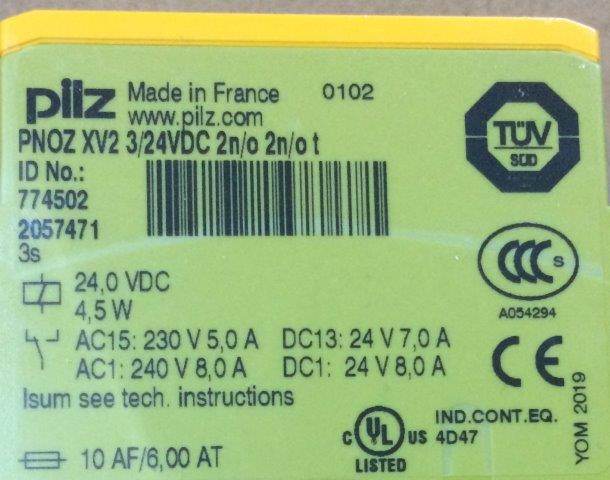 pilz Made in France 0102
www.pilz.com
PNOZ XV2 3/24VDC 2n/o 2n/o t
ID No.:
774502
2057471
3s
24,0 VDC
4,5 W
AC15: 230 V 5,0 A DC13: 24 V 7,0 A
AC1: 240 V 8,0 A DC1: 24 V 8,0 A
Isum see tech. instructions
10 AF/6,00 AT
TÜV
SÜD
CCC S
A054294
CE
C UL US
LISTED
IND.CONT.EQ.
4D47
YOM 2019